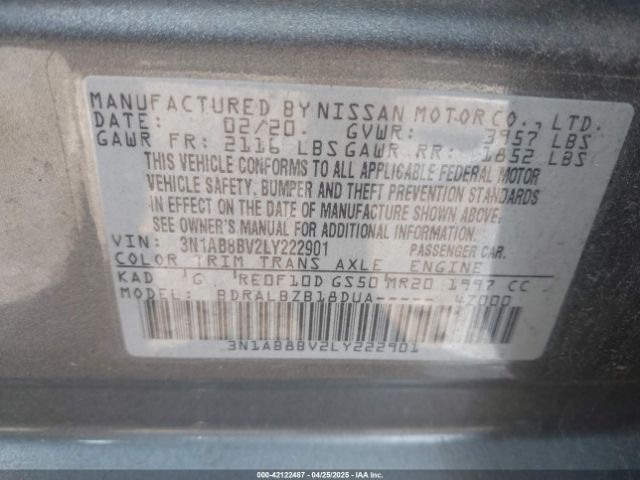 MANUFACTURED BY NISSAN MOTOR CO., LTD.
DATE: 02/20 GVWR: 3957 LBS
GAWR FR: 2116 LBS GAWR RR: 1852 LBS
THIS VEHICLE CONFORMS TO ALL APPLICABLE FEDERAL MOTOR
VEHICLE SAFETY, BUMPER AND THEFT PREVENTION STANDARDS
IN EFFECT ON THE DATE OF MANUFACTURE SHOWN ABOVE.
SEE OWNER'S MANUAL FOR ADDITIONAL INFORMATION.
VIN: 3N1AB8BV2LY222901 PASSENGER CAR.
COLOR TRIM TRANS AXLE ENGINE
KAD G RE0F10D GS50 MR20 1997 CC
MODEL: BDRALBZB18DUA----- 4Z000
3N1AB8BV2LY222901
000-42122487 - 04/25/2025 - IAA Inc.